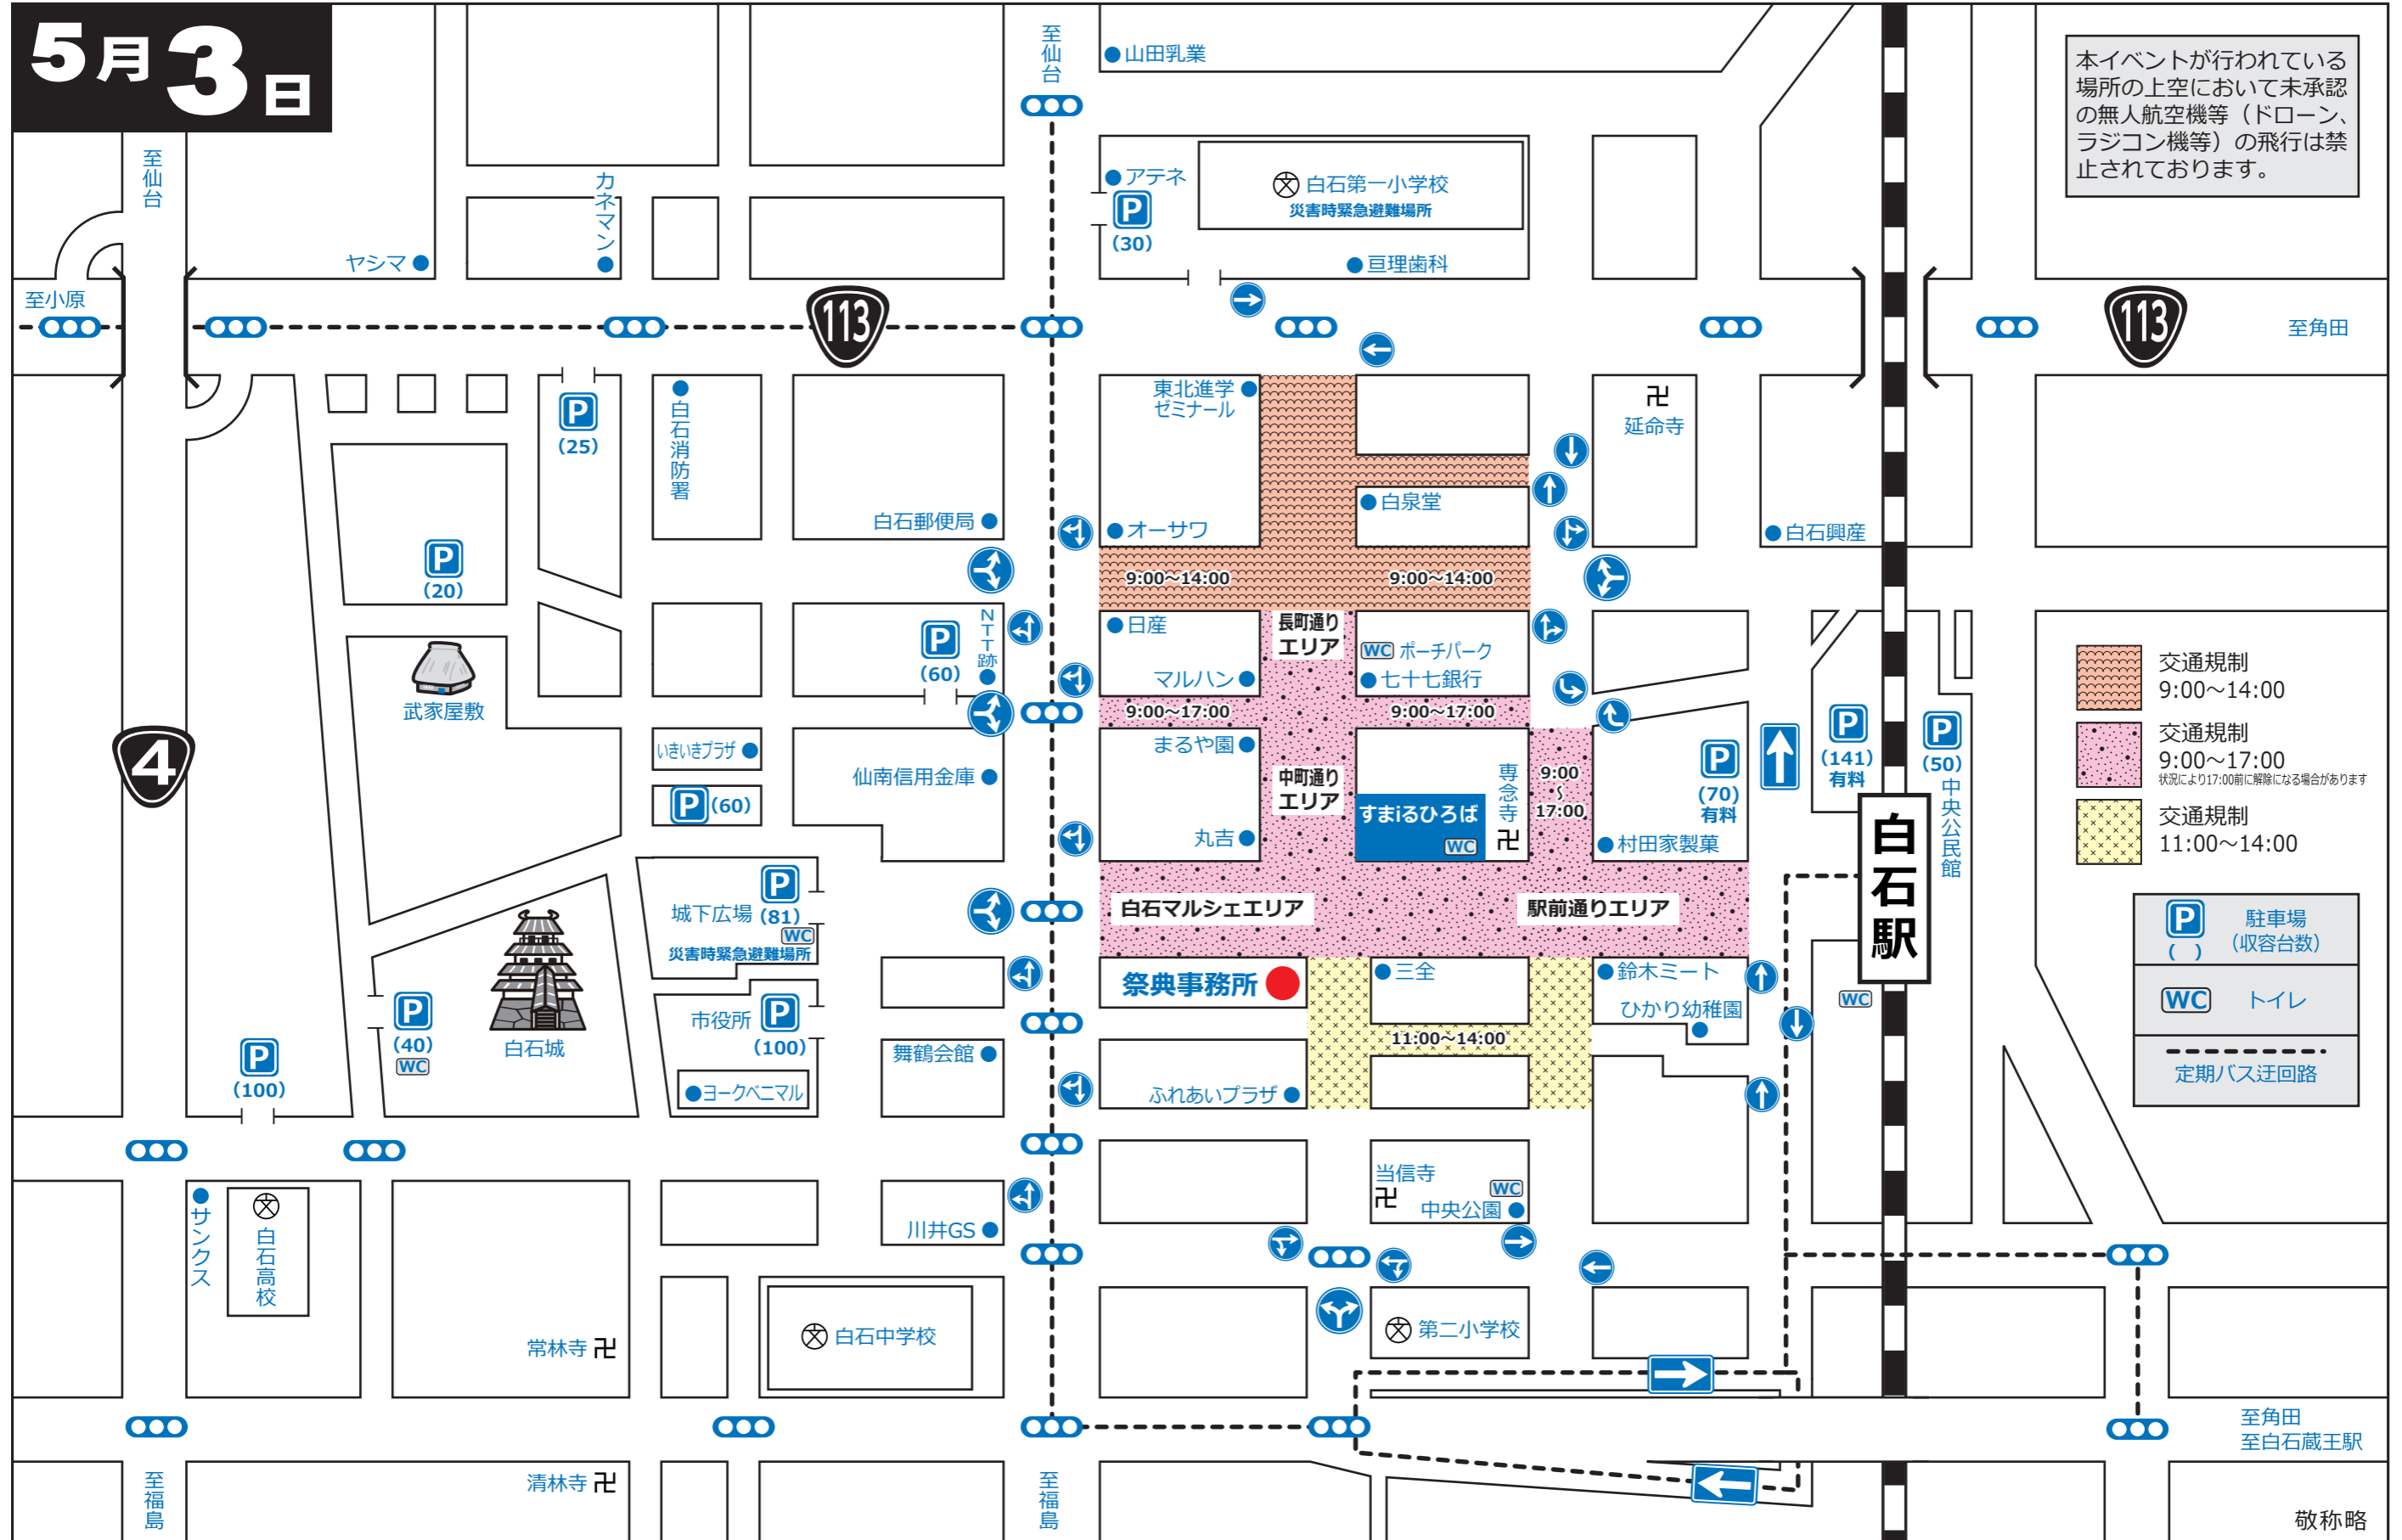 5月3日
至仙台
山田乳業
本イベントが行われている
場所の上空において未承認
の無人航空機等（ドローン、
ラジコン機等）の飛行は禁
止されております。
至仙台
カネマン
アテネ
P
(30)
白石第一小学校
災害時緊急避難場所
ヤシマ
亘理歯科
至小原
113
113
至角田
P
(25)
白石消防署
東北進学
ゼミナール
卍
延命寺
白石郵便局
オーサワ
白泉堂
白石興産
P
(20)
9:00〜14:00
9:00〜14:00
P
(60)
NTT跡
日産
長町通り
エリア
WC ポーチパーク
マルハン
七十七銀行
武家屋敷
9:00〜17:00
9:00〜17:00
交通規制
9:00〜14:00
交通規制
9:00〜17:00
状況により17:00前に解除になる場合があります
交通規制
11:00〜14:00
4
いきいきプラザ
P (60)
仙南信用金庫
まるや園
中町通り
エリア
丸吉
すまiるひろば
WC
専念寺
卍
9:00
〜
17:00
P
(70)
有料
村田家製菓
P
(141)
有料
P
(50)
中央公民館
白石駅
P
城下広場 (81)
WC
災害時緊急避難場所
白石マルシェエリア
駅前通りエリア
P
( )
駐車場
（収容台数）
WC
トイレ
定期バス迂回路
P
(40)
WC
白石城
市役所 P
(100)
祭典事務所
三全
鈴木ミート
ひかり幼稚園
WC
P
(100)
舞鶴会館
11:00〜14:00
ヨークベニマル
ふれあいプラザ
サンクス
白石高校
川井GS
当信寺
卍
WC
中央公園
常林寺 卍
白石中学校
第二小学校
至角田
至白石蔵王駅
至福島
清林寺 卍
至福島
敬称略